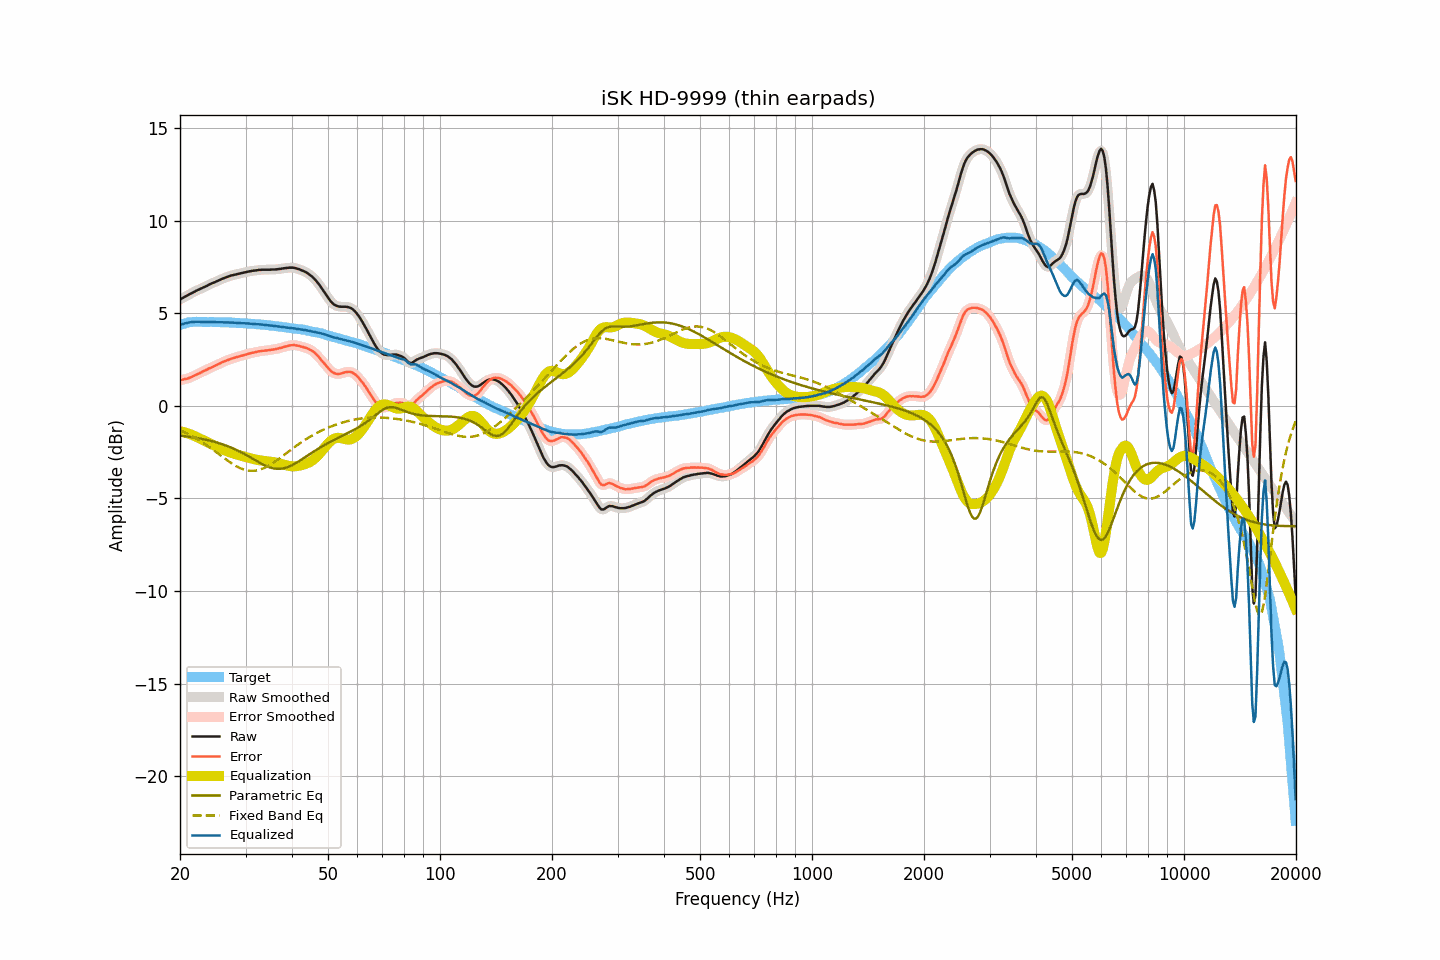 iSK HD-9999 (thin earpads)
15
10
5
0
−5
−10
−15
−20
Amplitude (dBr)
Target
Raw Smoothed
Error Smoothed
Raw
Error
Equalization
Parametric Eq
Fixed Band Eq
Equalized
20 50 100 200 500 1000 2000 5000 10000 20000
Frequency (Hz)